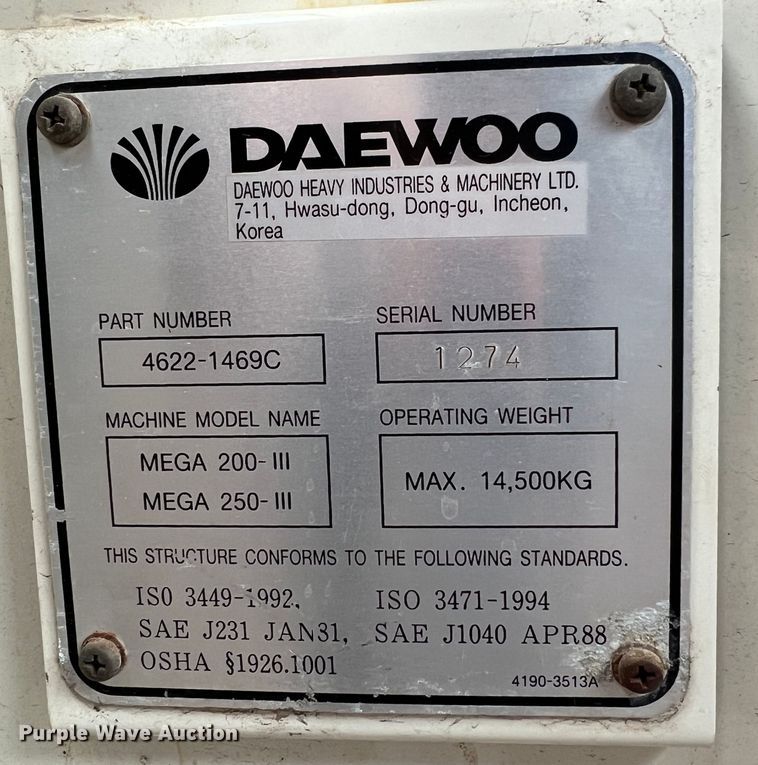 DAEWOO
DAEWOO HEAVY INDUSTRIES & MACHINERY LTD.
7-11, Hwasu-dong, Dong-gu, Incheon,
Korea
PART NUMBER
4622-1469C
SERIAL NUMBER
1274
MACHINE MODEL NAME
MEGA 200-III
MEGA 250-III
OPERATING WEIGHT
MAX. 14,500KG
THIS STRUCTURE CONFORMS TO THE FOLLOWING STANDARDS.
ISO 3449-1992, ISO 3471-1994
SAE J231 JAN31, SAE J1040 APR88
OSHA §1926.1001
4190-3513A
Purple Wave Auction